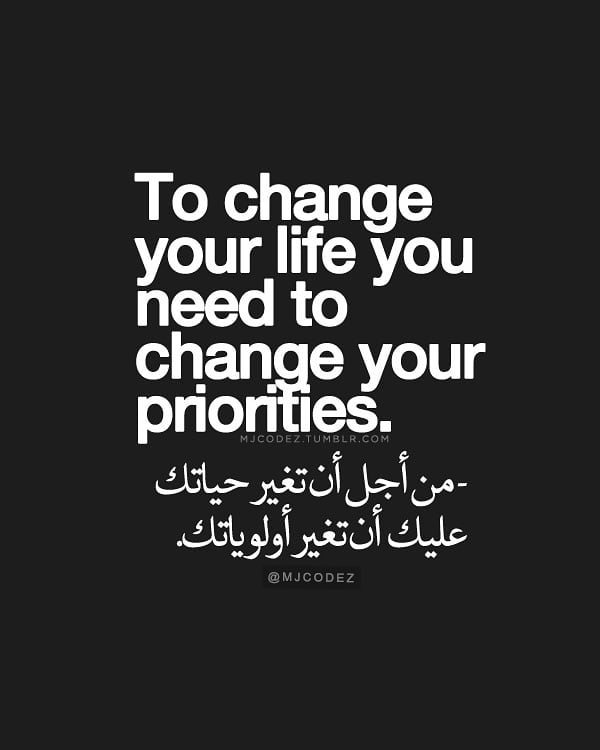 To change
your life you
need to
change your
priorities.
MJCODEZ.TUMBLR.COM
-من أجل أن تغير حياتك
عليك أن تغير أولوياتك.
@MJCODEZ